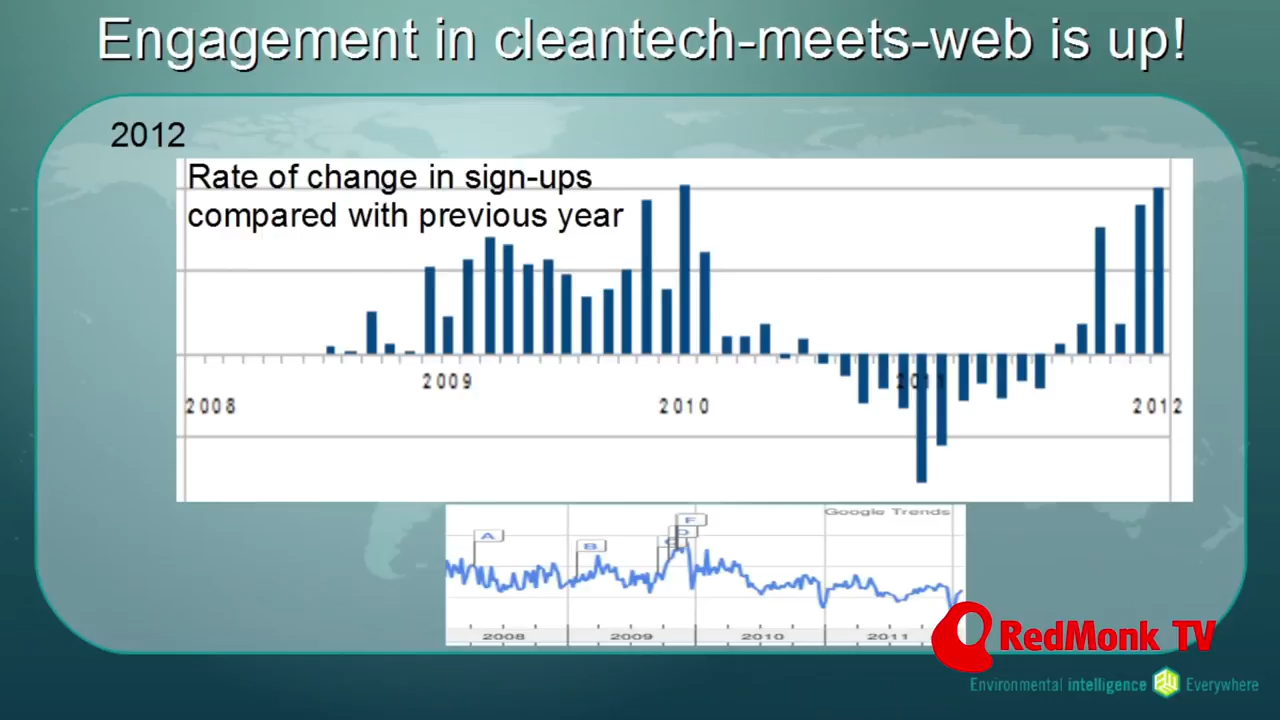 Engagement in cleantech-meets-web is up!
2012
Rate of change in sign-ups
compared with previous year
2009
2011
2008
2010
2012
Google Trends
A
B
C
D
F
2008
2009
2010
2011
RedMonk TV
Environmental intelligence Everywhere